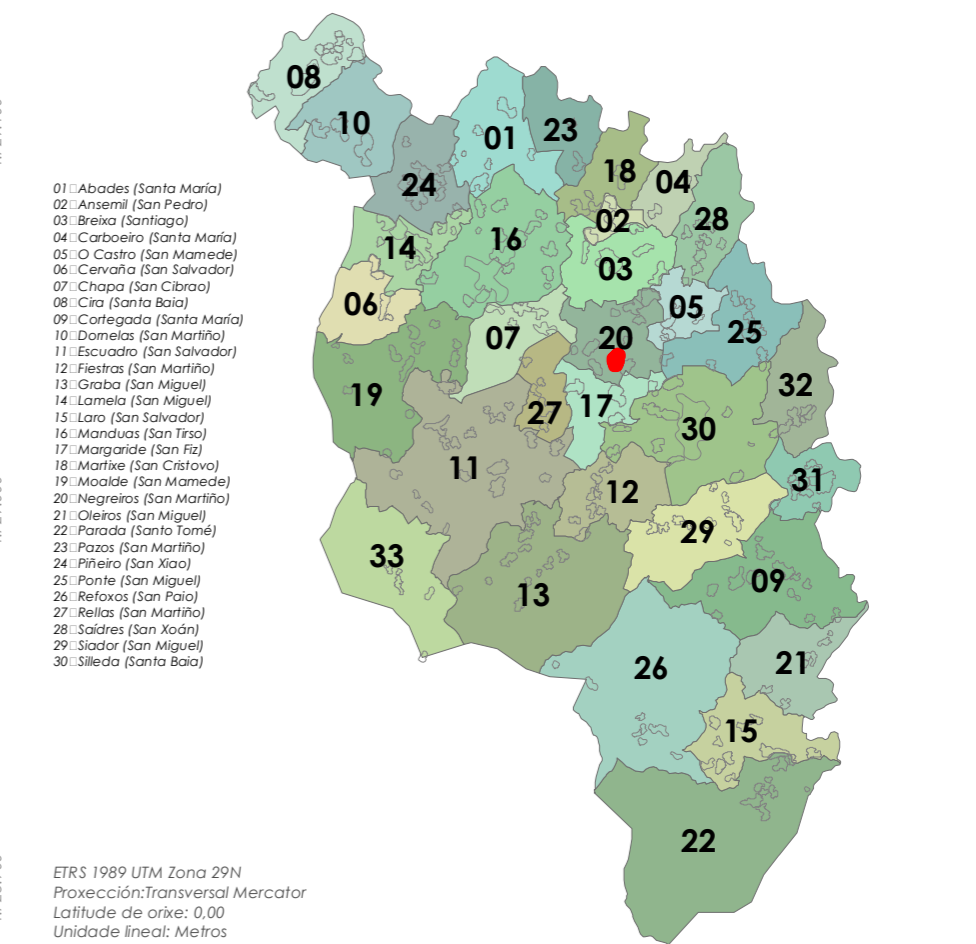 08
10
01
23
18
04
24
02
28
14
16
03
06
05
07
20
25
19
27
17
32
30
11
12
31
29
33
13
09
26
21
15
22
01 Abades (Santa María)
02 Ansemil (San Pedro)
03 Breixa (Santiago)
04 Carboeiro (Santa María)
05 O Castro (San Mamede)
06 Cervaña (San Salvador)
07 Chapa (San Cibrao)
08 Cira (Santa Baia)
09 Cortegada (Santa María)
10 Dornelas (San Martiño)
11 Escuadro (San Salvador)
12 Fiestras (San Martiño)
13 Graba (San Miguel)
14 Lamela (San Miguel)
15 Laro (San Salvador)
16 Manduas (San Tirso)
17 Margaride (San Fiz)
18 Martixe (San Cristovo)
19 Moalde (San Mamede)
20 Negreiros (San Martiño)
21 Oleiros (San Miguel)
22 Parada (Santo Tomé)
23 Pazos (San Martiño)
24 Piñeiro (San Xiao)
25 Ponte (San Miguel)
26 Refoxos (San Paio)
27 Rellas (San Martiño)
28 Saídres (San Xoán)
29 Siador (San Miguel)
30 Silleda (Santa Baia)
ETRS 1989 UTM Zona 29N
Proxección:Transversal Mercator
Latitude de orixe: 0,00
Unidade lineal: Metros